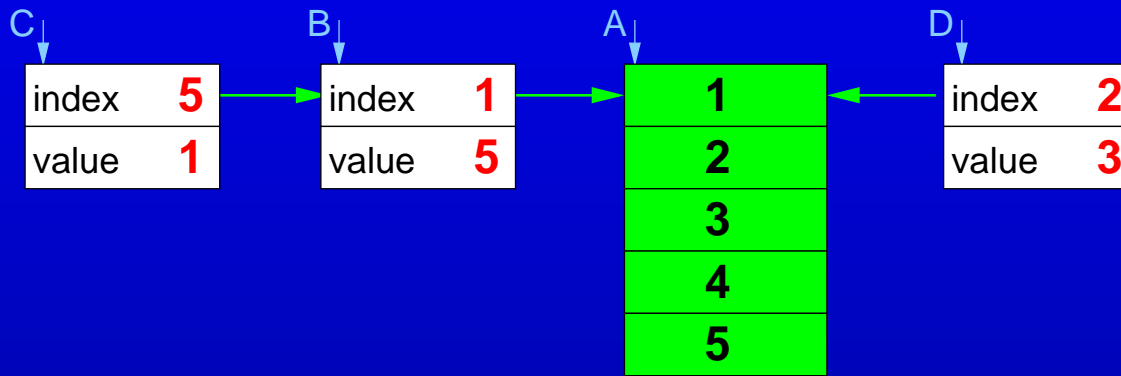 C B A D
index 5 index 1 1 index 2
value 1 value 5 2 value 3
3
4
5